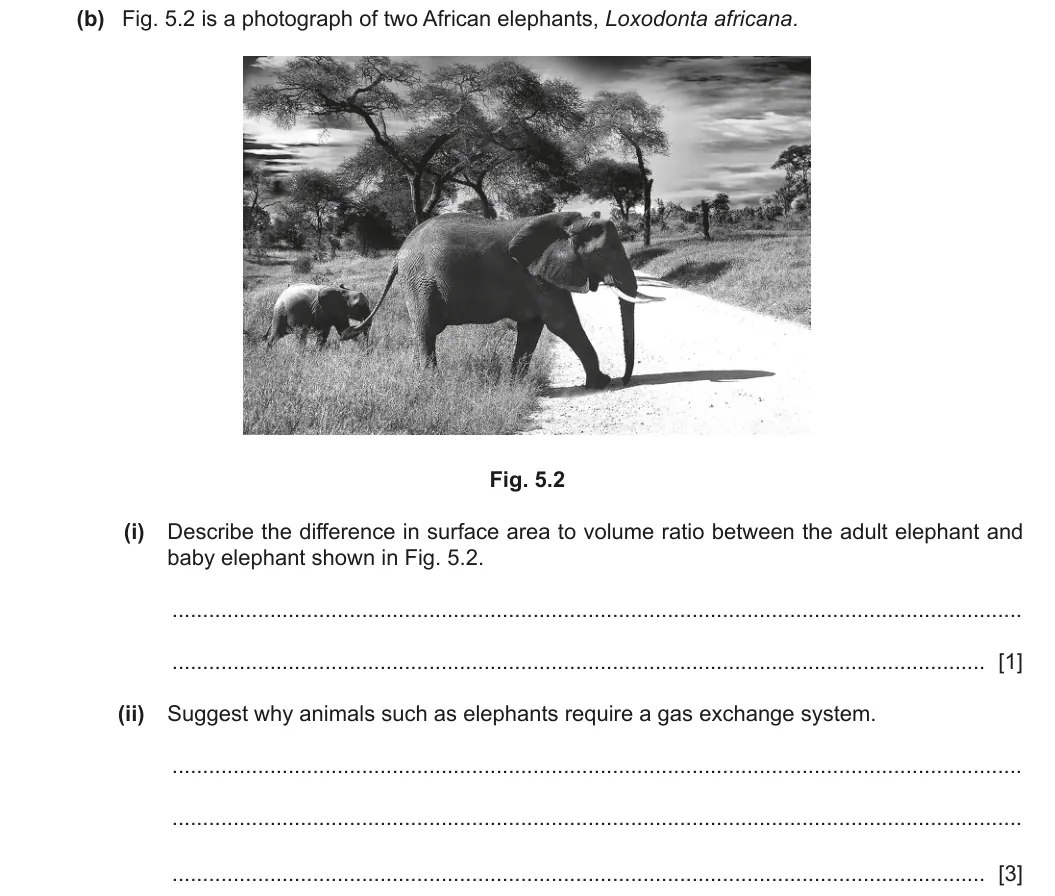 (b) Fig. 5.2 is a photograph of two African elephants, Loxodonta africana.
Fig. 5.2
(i) Describe the difference in surface area to volume ratio between the adult elephant and
baby elephant shown in Fig. 5.2.
[1]
(ii) Suggest why animals such as elephants require a gas exchange system.
[3]